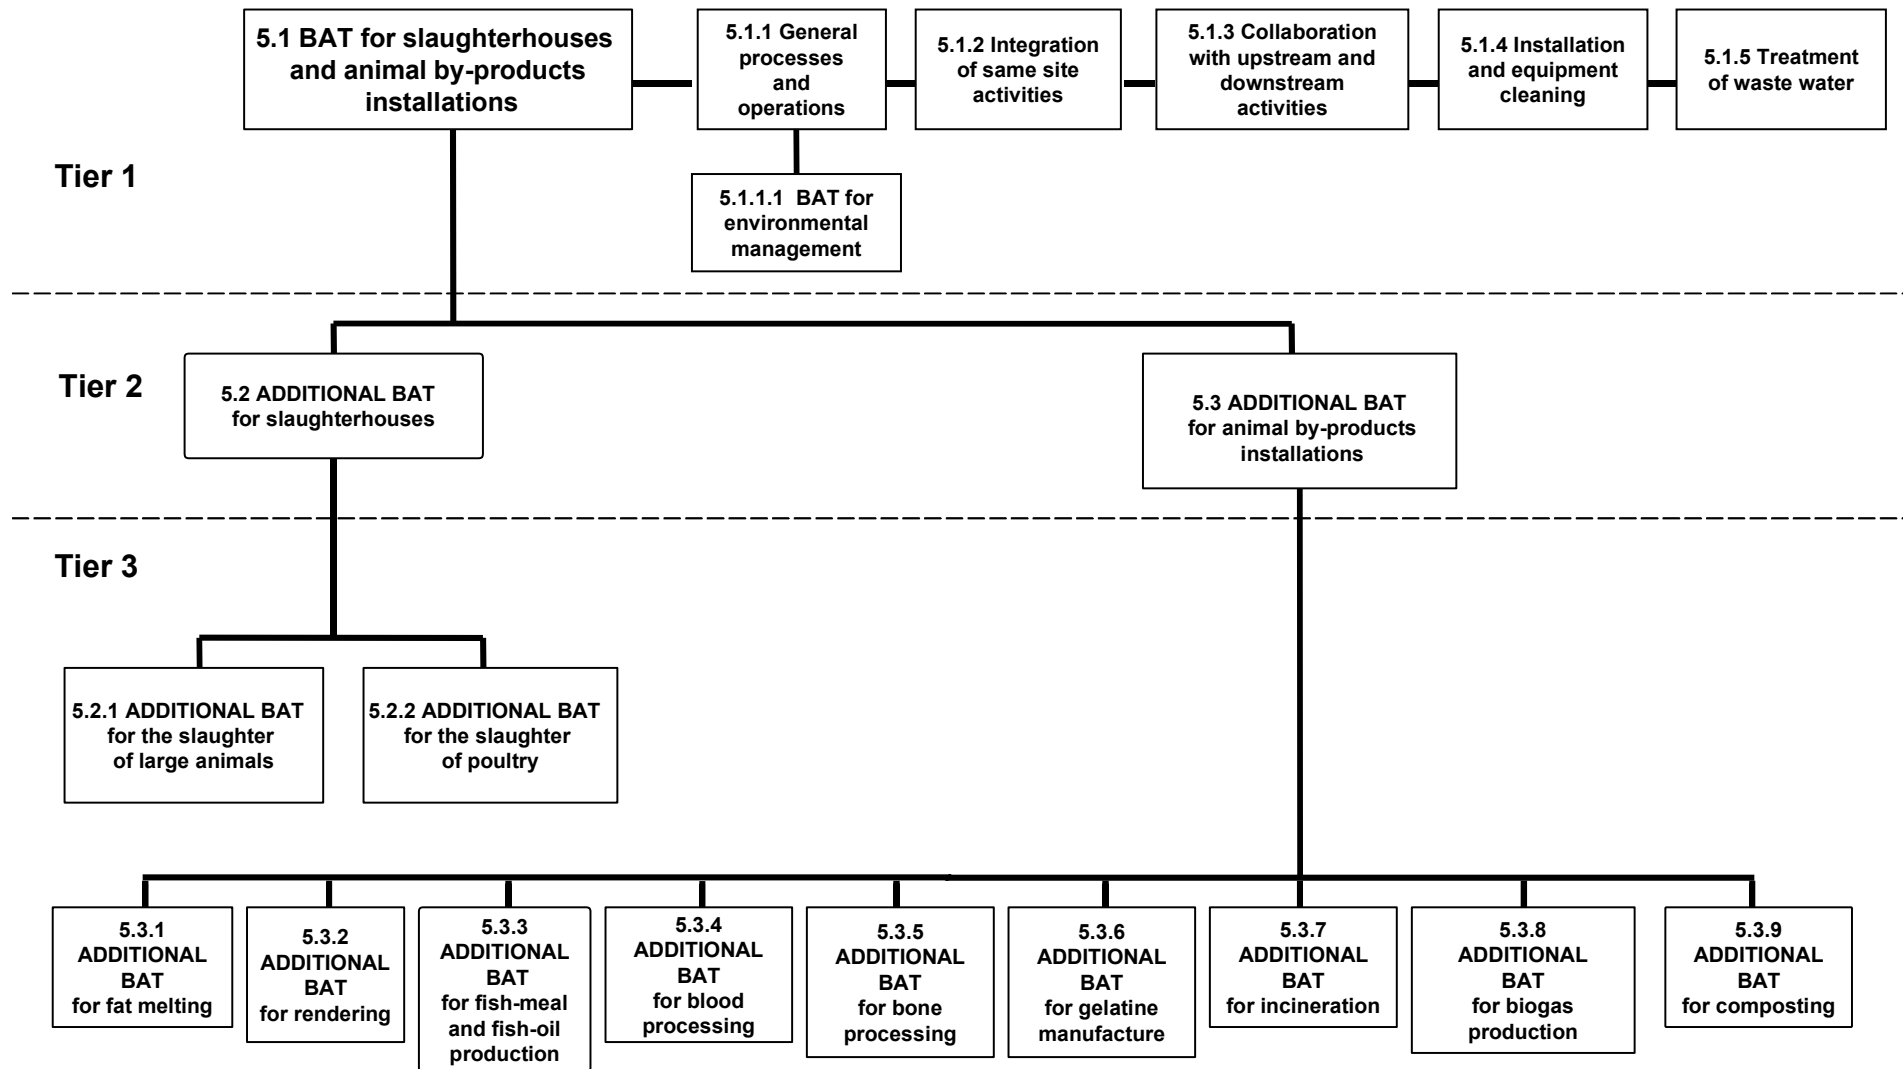 5.1 BAT for slaughterhouses
and animal by-products
installations
5.1.1 General
processes
and
operations
5.1.2 Integration
of same site
activities
5.1.3 Collaboration
with upstream and
downstream
activities
5.1.4 Installation
and equipment
cleaning
5.1.5 Treatment
of waste water
Tier 1
5.1.1.1 BAT for
environmental
management
Tier 2
5.2 ADDITIONAL BAT
for slaughterhouses
5.3 ADDITIONAL BAT
for animal by-products
installations
Tier 3
5.2.1 ADDITIONAL BAT
for the slaughter
of large animals
5.2.2 ADDITIONAL BAT
for the slaughter
of poultry
5.3.1
ADDITIONAL
BAT
for fat melting
5.3.2
ADDITIONAL
BAT
for rendering
5.3.3
ADDITIONAL
BAT
for fish-meal
and fish-oil
production
5.3.4
ADDITIONAL
BAT
for blood
processing
5.3.5
ADDITIONAL
BAT
for bone
processing
5.3.6
ADDITIONAL
BAT
for gelatine
manufacture
5.3.7
ADDITIONAL
BAT
for incineration
5.3.8
ADDITIONAL
BAT
for biogas
production
5.3.9
ADDITIONAL
BAT
for composting